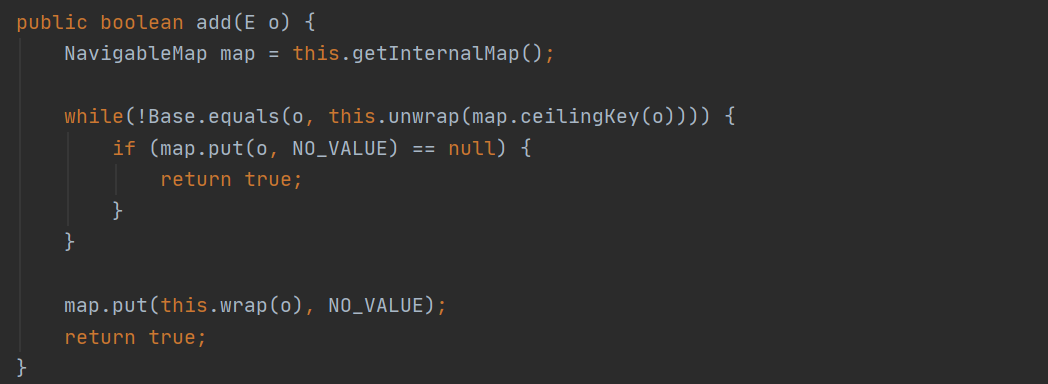 public boolean add(E o) {
    NavigableMap map = this.getInternalMap();
    while(!Base.equals(o, this.unwrap(map.ceilingKey(o)))) {
        if (map.put(o, NO_VALUE) == null) {
            return true;
        }
    }
    map.put(this.wrap(o), NO_VALUE);
    return true;
}